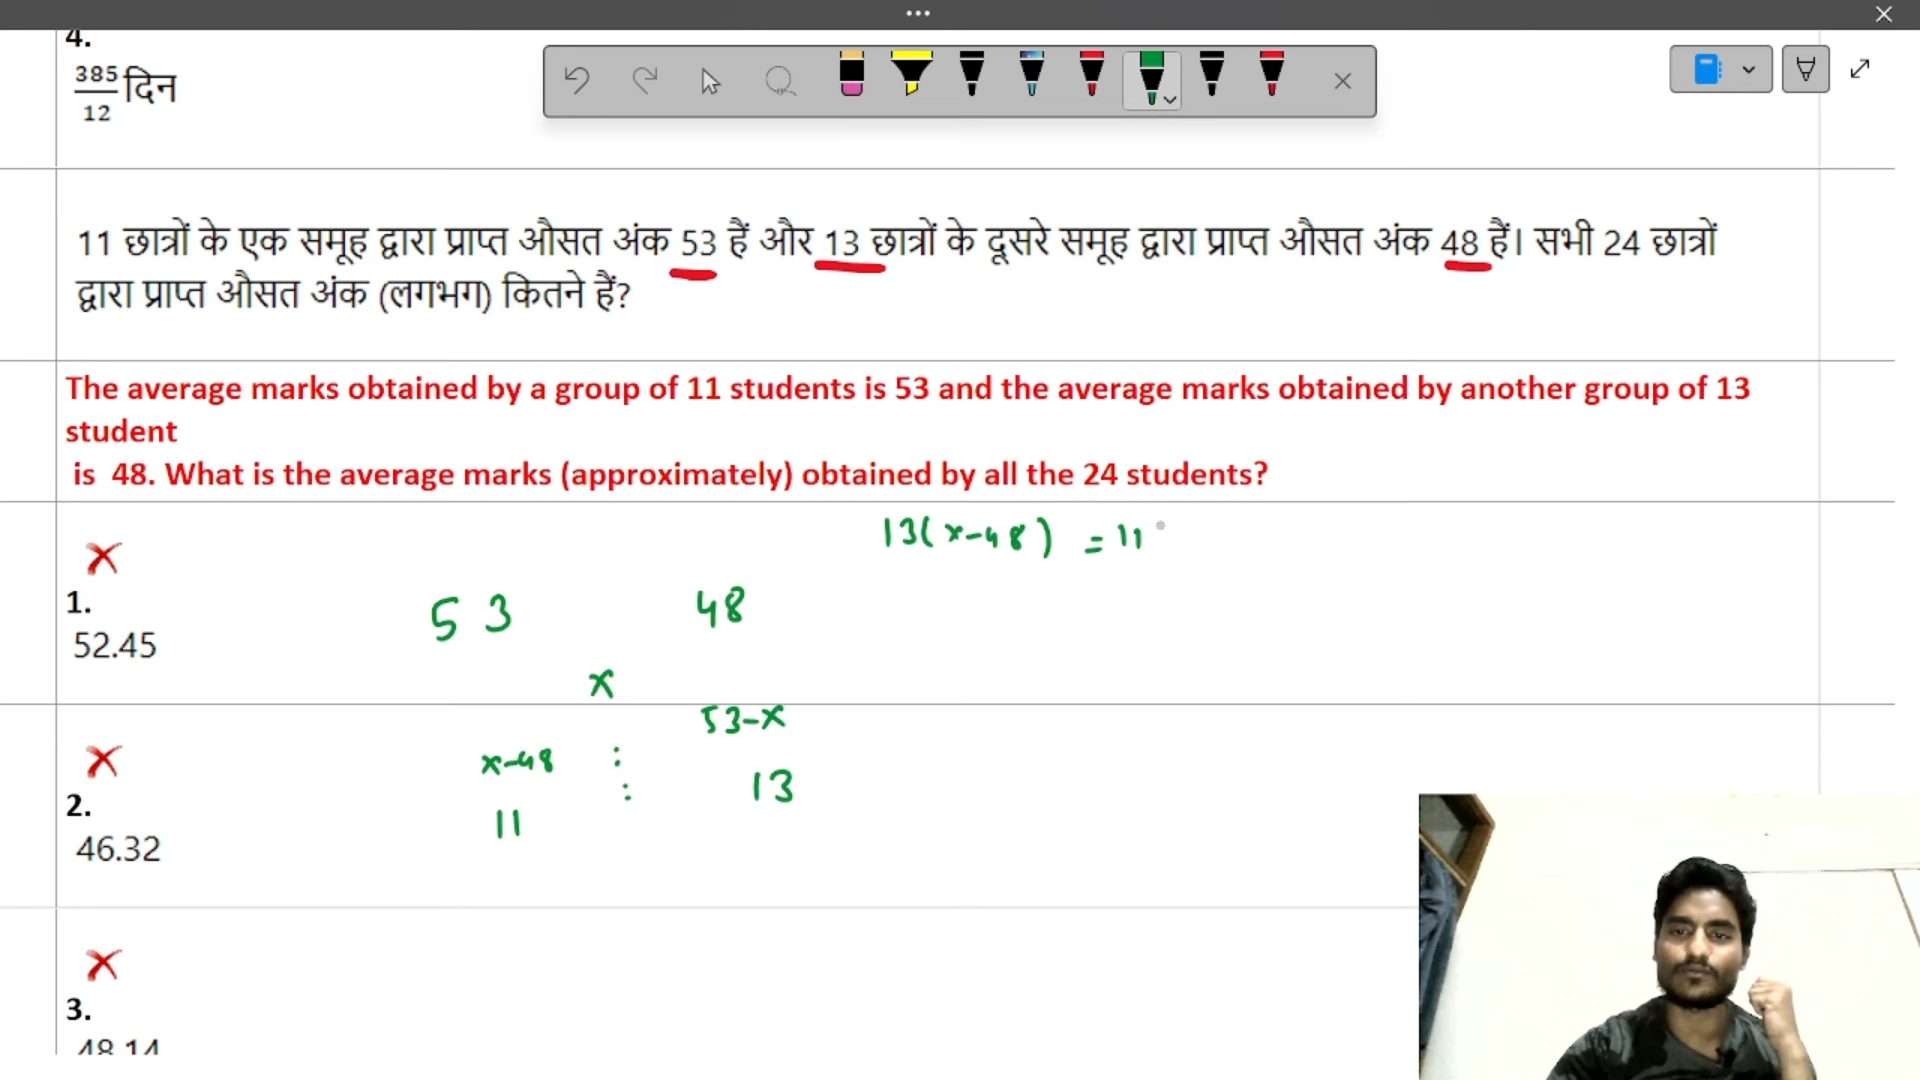 4.
385
12
दिन
11 छात्रों के एक समूह द्वारा प्राप्त औसत अंक 53 हैं और 13 छात्रों के दूसरे समूह द्वारा प्राप्त औसत अंक 48 हैं। सभी 24 छात्रों
द्वारा प्राप्त औसत अंक (लगभग) कितने हैं?
The average marks obtained by a group of 11 students is 53 and the average marks obtained by another group of 13
student
is 48. What is the average marks (approximately) obtained by all the 24 students?
13(x-48) = 11
1.
53 48
52.45
x
53-x
x-48 :
: 13
2.
11
46.32
3.
48.14